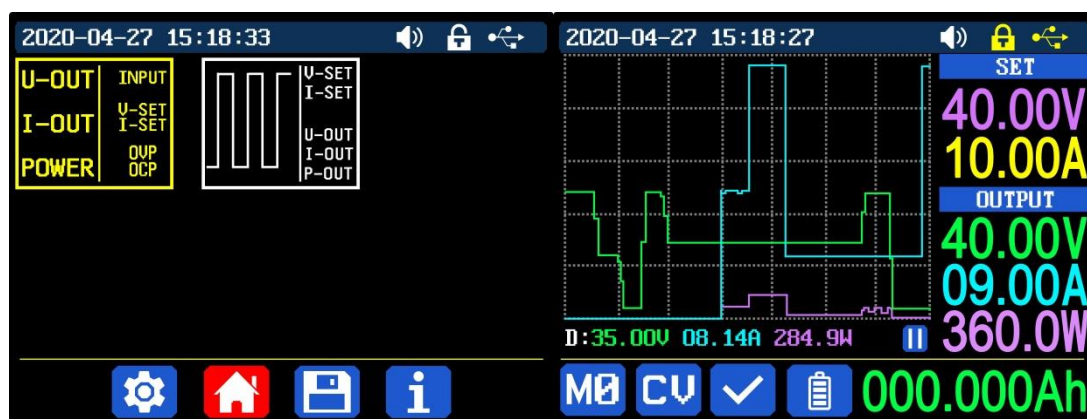 2020-04-27 15:18:33
U-OUT INPUT
I-OUT V-SET
I-SET
POWER OVP
OCP
V-SET
I-SET
U-OUT
I-OUT
P-OUT
i
2020-04-27 15:18:27
SET
40.00V
10.00A
OUTPUT
40.00V
09.00A
360.0W
D:35.00V 08.14A 284.9W
M0 CV 000.000Ah